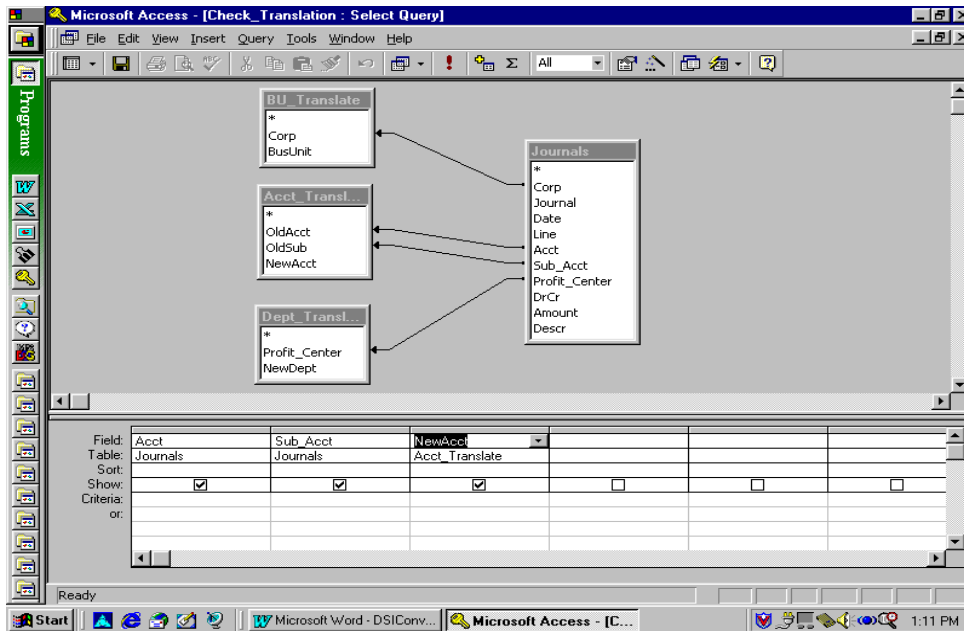 Microsoft Access - [Check_Translation : Select Query]
File Edit View Insert Query Tools Window Help
All
Programs
BU_Translate
*
Corp
BusUnit
Acct_Transl...
*
OldAcct
OldSub
NewAcct
Dept_Transl...
*
Profit_Center
NewDept
Journals
*
Corp
Journal
Date
Line
Acct
Sub_Acct
Profit_Center
DrCr
Amount
Descr
Field: Acct Sub_Acct NewAcct
Table: Journals Journals Acct_Translate
Sort:
Show:
Criteria:
or:
Ready
Start Microsoft Word - DSIConv... Microsoft Access - [C... 1:11 PM